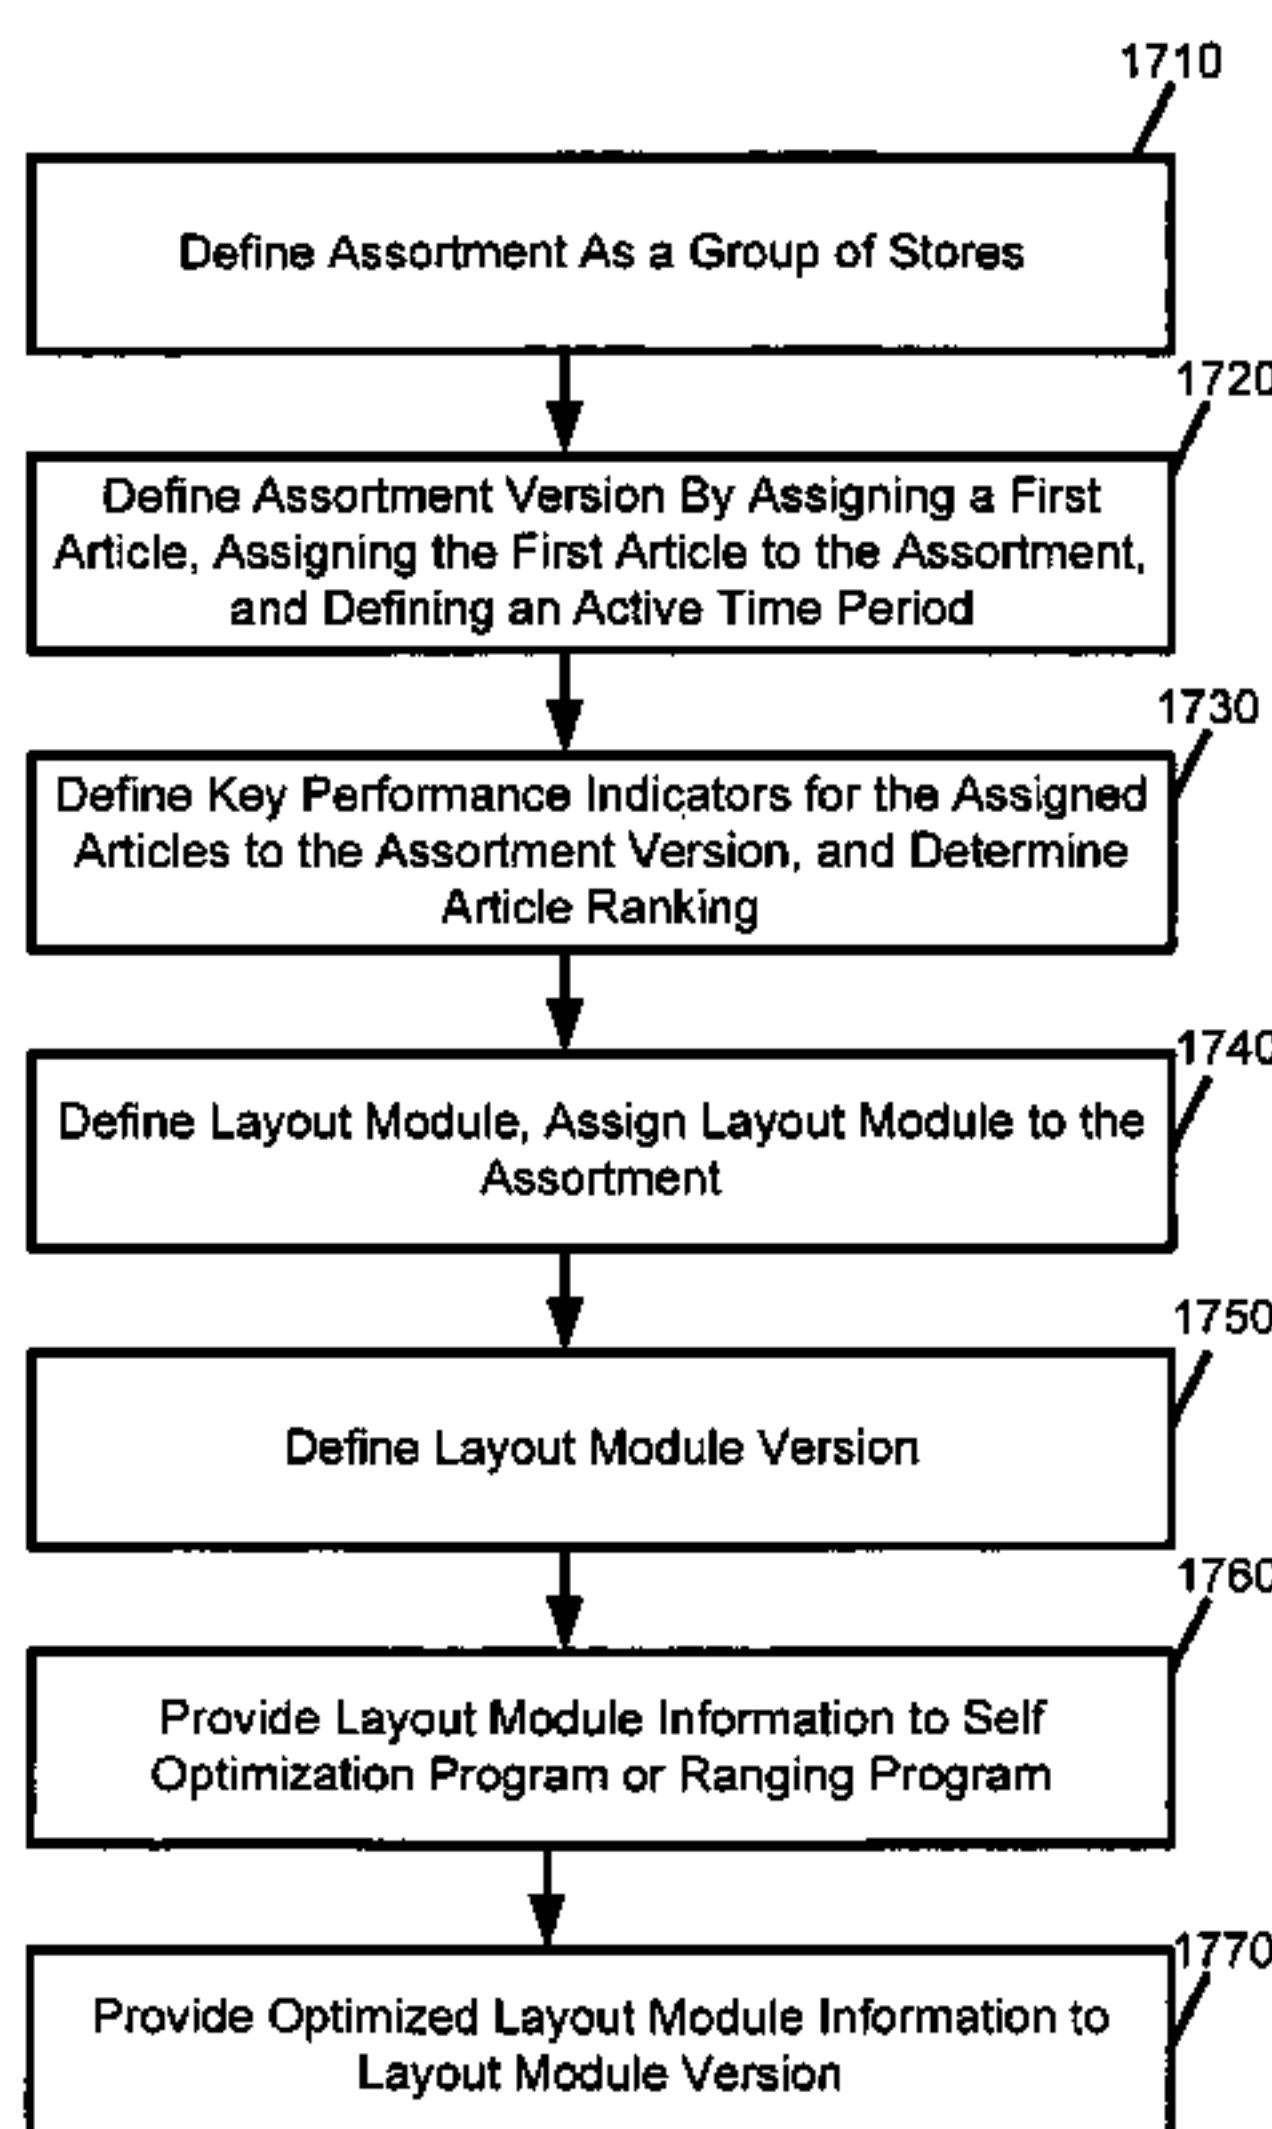 1710
Define Assortment As a Group of Stores
1720
Define Assortment Version By Assigning a First
Article, Assigning the First Article to the Assortment,
and Defining an Active Time Period
1730
Define Key Performance Indicators for the Assigned
Articles to the Assortment Version, and Determine
Article Ranking
1740
Define Layout Module, Assign Layout Module to the
Assortment
1750
Define Layout Module Version
1760
Provide Layout Module Information to Self
Optimization Program or Ranging Program
1770
Provide Optimized Layout Module Information to
Layout Module Version